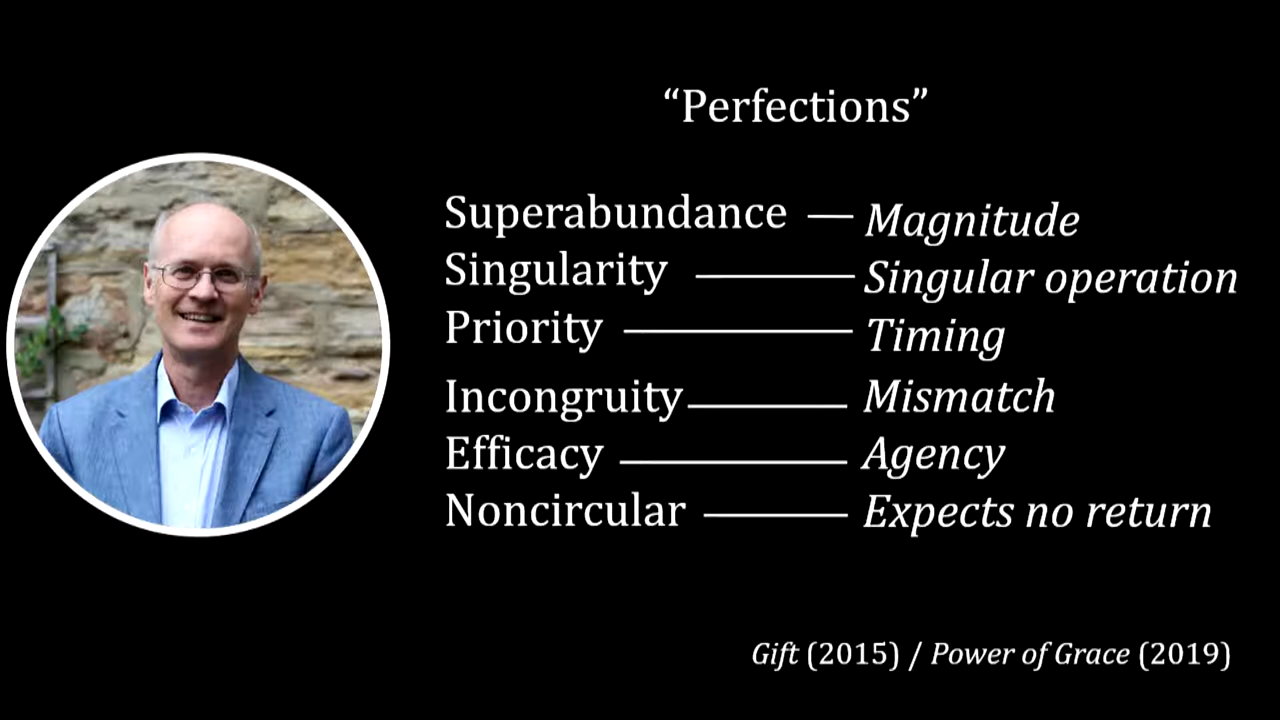 “Perfections”
Superabundance — Magnitude
Singularity — Singular operation
Priority — Timing
Incongruity — Mismatch
Efficacy — Agency
Noncircular — Expects no return
Gift (2015) / Power of Grace (2019)